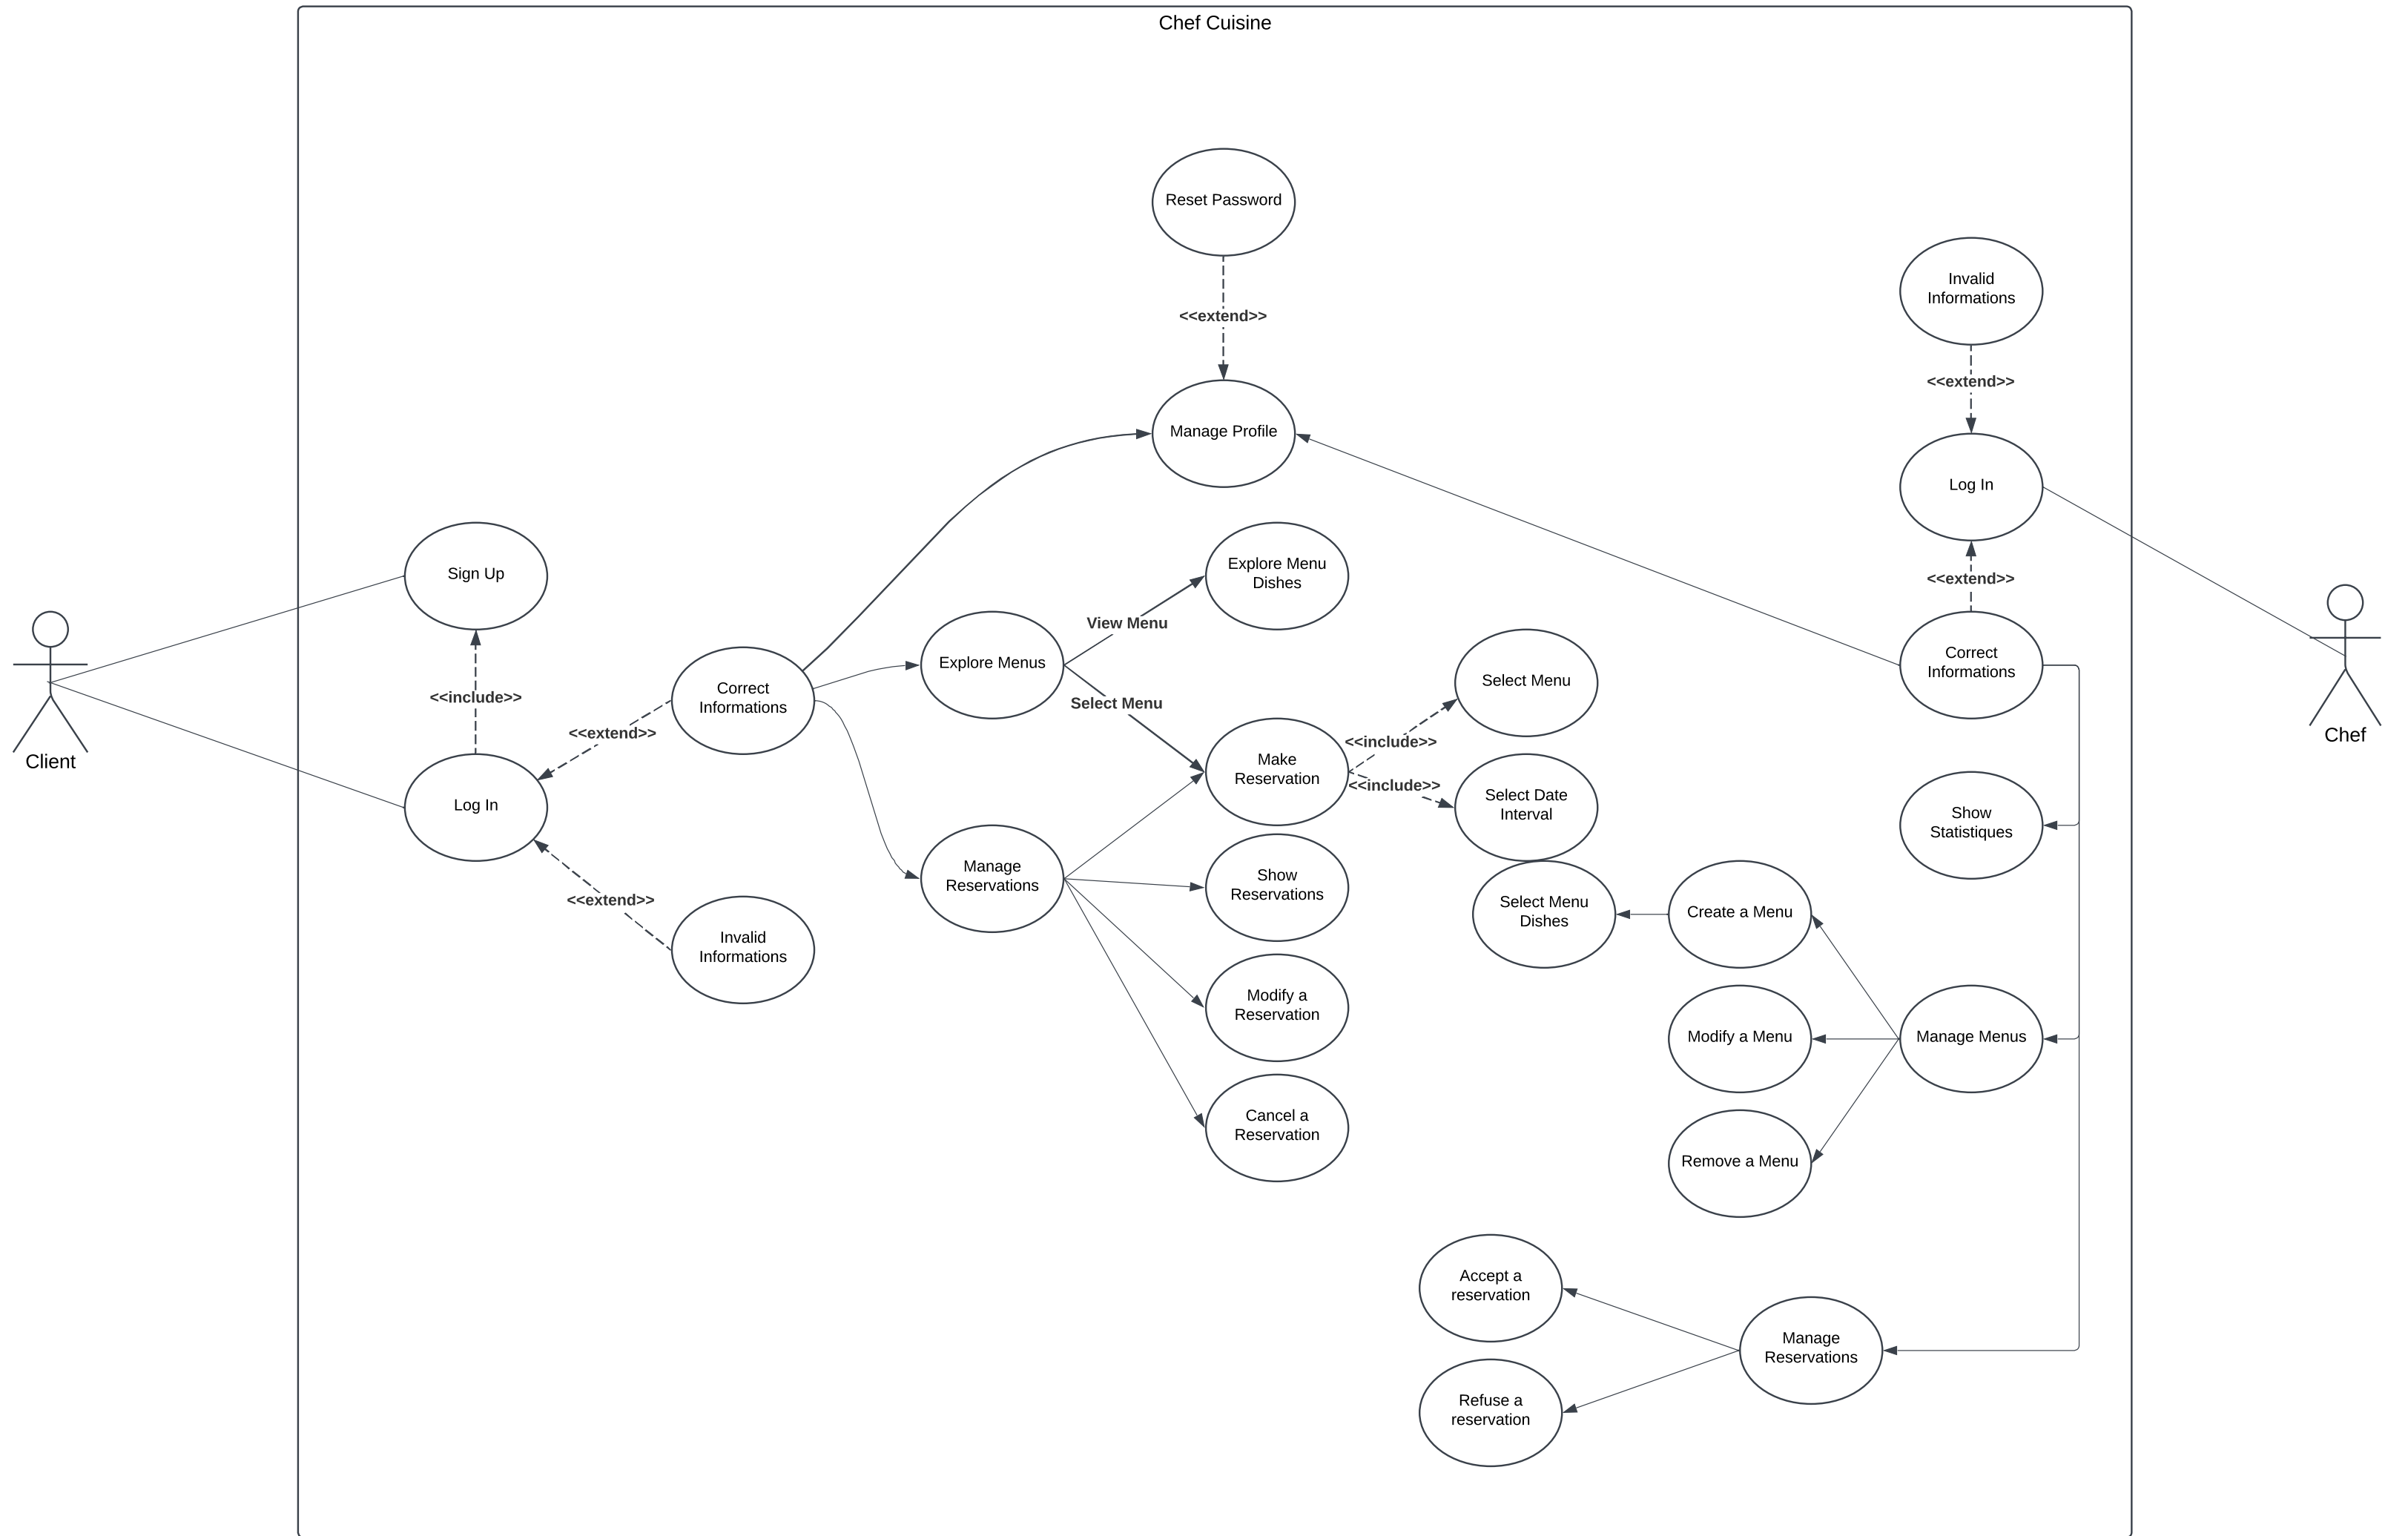 Chef Cuisine
Reset Password
Invalid
Informations
<<extend>>
<<extend>>
Manage Profile
Log In
Sign Up
Explore Menu
Dishes
<<extend>>
View Menu
Client
Chef
Correct
Informations
Explore Menus
Select Menu
Correct
Informations
Select Menu
<<include>>
<<extend>>
<<include>>
Make
Reservation
<<include>>
Log In
Select Date
Interval
Show
Statistiques
Manage
Reservations
Show
Reservations
<<extend>>
Select Menu
Dishes
Create a Menu
Invalid
Informations
Modify a
Reservation
Modify a Menu
Manage Menus
Cancel a
Reservation
Remove a Menu
Accept a
reservation
Manage
Reservations
Refuse a
reservation